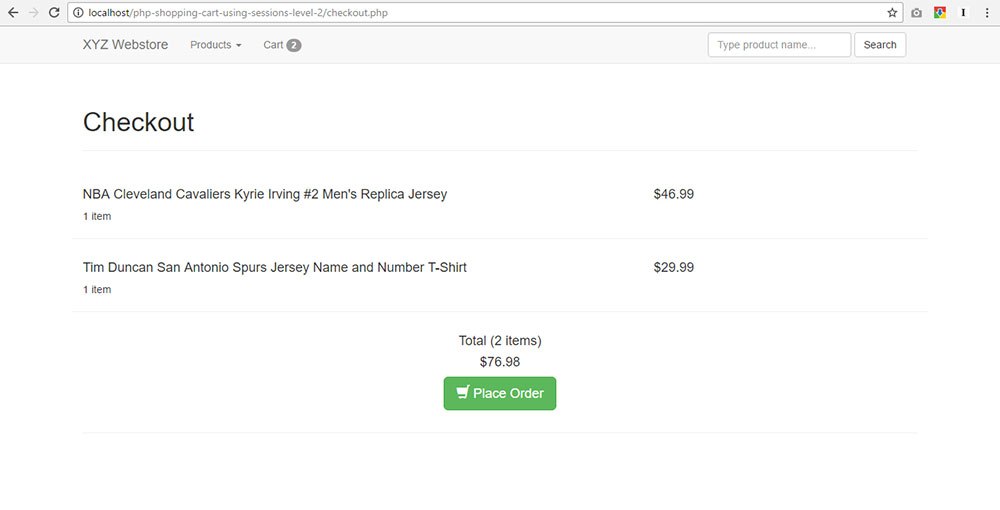 localhost/php-shopping-cart-using-sessions-level-2/checkout.php
XYZ Webstore Products Cart 2 Type product name... Search
Checkout
NBA Cleveland Cavaliers Kyrie Irving #2 Men's Replica Jersey $46.99
1 item
Tim Duncan San Antonio Spurs Jersey Name and Number T-Shirt $29.99
1 item
Total (2 items)
$76.98
Place Order